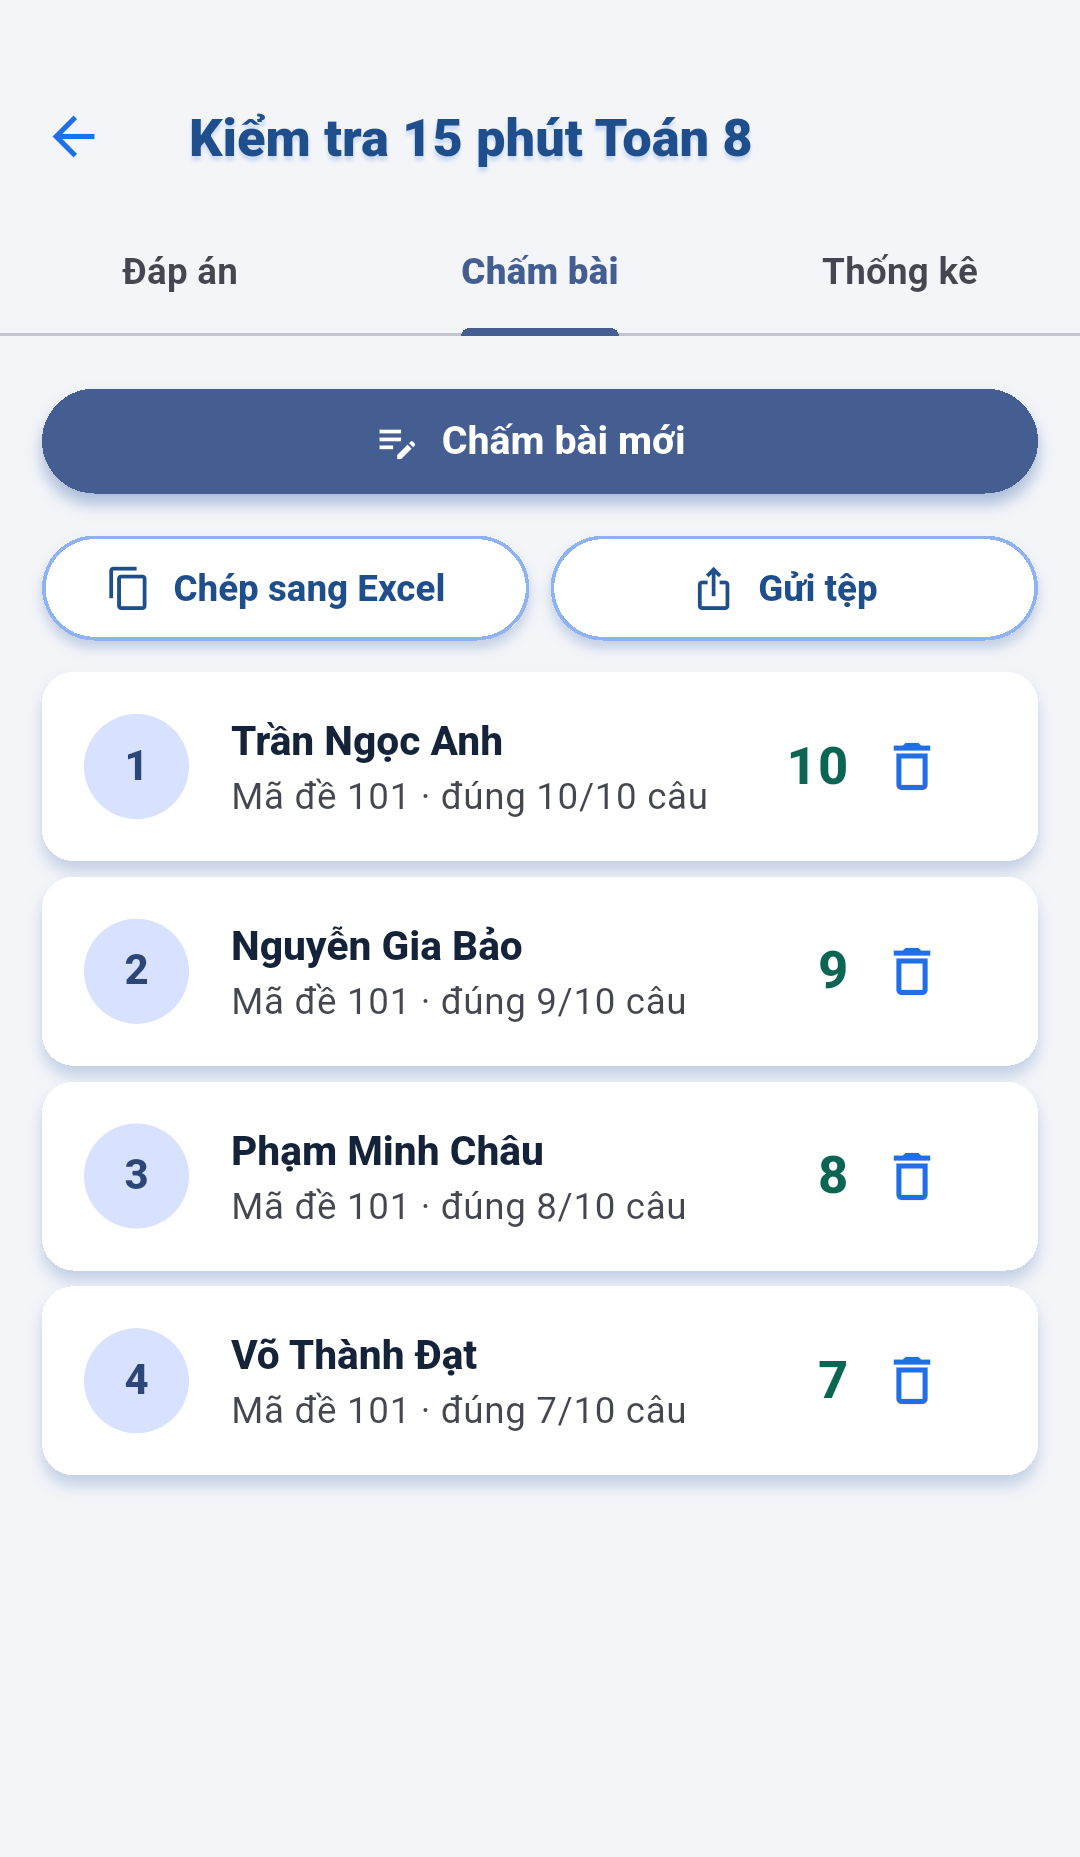 Kiểm tra 15 phút Toán 8
Đáp án
Chấm bài
Thống kê
Chấm bài mới
Chép sang Excel
Gửi tệp
1
Trần Ngọc Anh
Mã đề 101 · đúng 10/10 câu
10
2
Nguyễn Gia Bảo
Mã đề 101 · đúng 9/10 câu
9
3
Phạm Minh Châu
Mã đề 101 · đúng 8/10 câu
8
4
Võ Thành Đạt
Mã đề 101 · đúng 7/10 câu
7